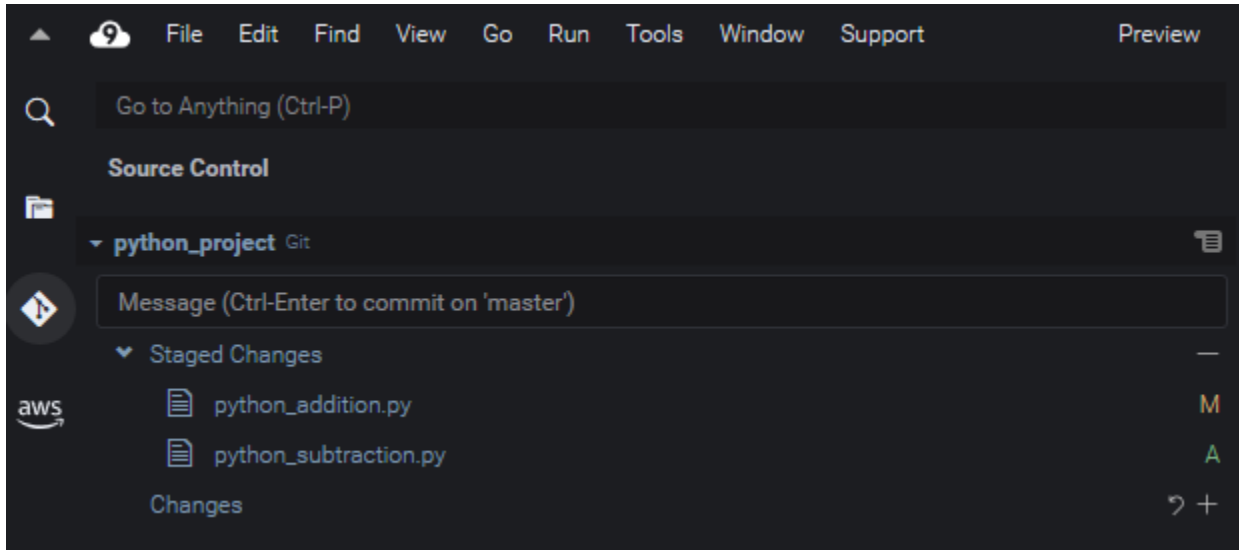 9 File Edit Find View Go Run Tools Window Support Preview
Go to Anything (Ctrl-P)
Source Control
python_project Git
Message (Ctrl-Enter to commit on 'master')
Staged Changes
aws python_addition.py M
python_subtraction.py A
Changes